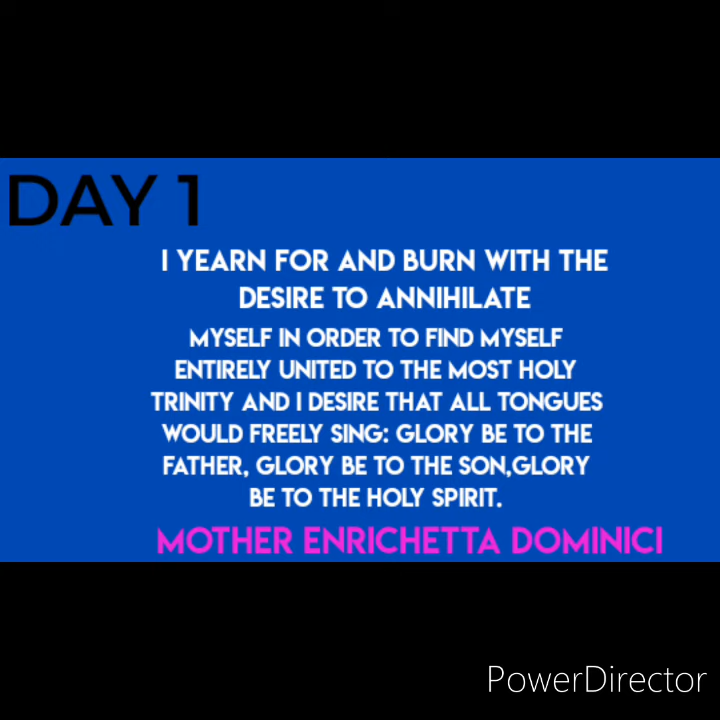 DAY 1
I YEARN FOR AND BURN WITH THE
DESIRE TO ANNIHILATE
MYSELF IN ORDER TO FIND MYSELF
ENTIRELY UNITED TO THE MOST HOLY
TRINITY AND I DESIRE THAT ALL TONGUES
WOULD FREELY SING: GLORY BE TO THE
FATHER, GLORY BE TO THE SON,GLORY
BE TO THE HOLY SPIRIT.
MOTHER ENRICHETTA DOMINICI
PowerDirector